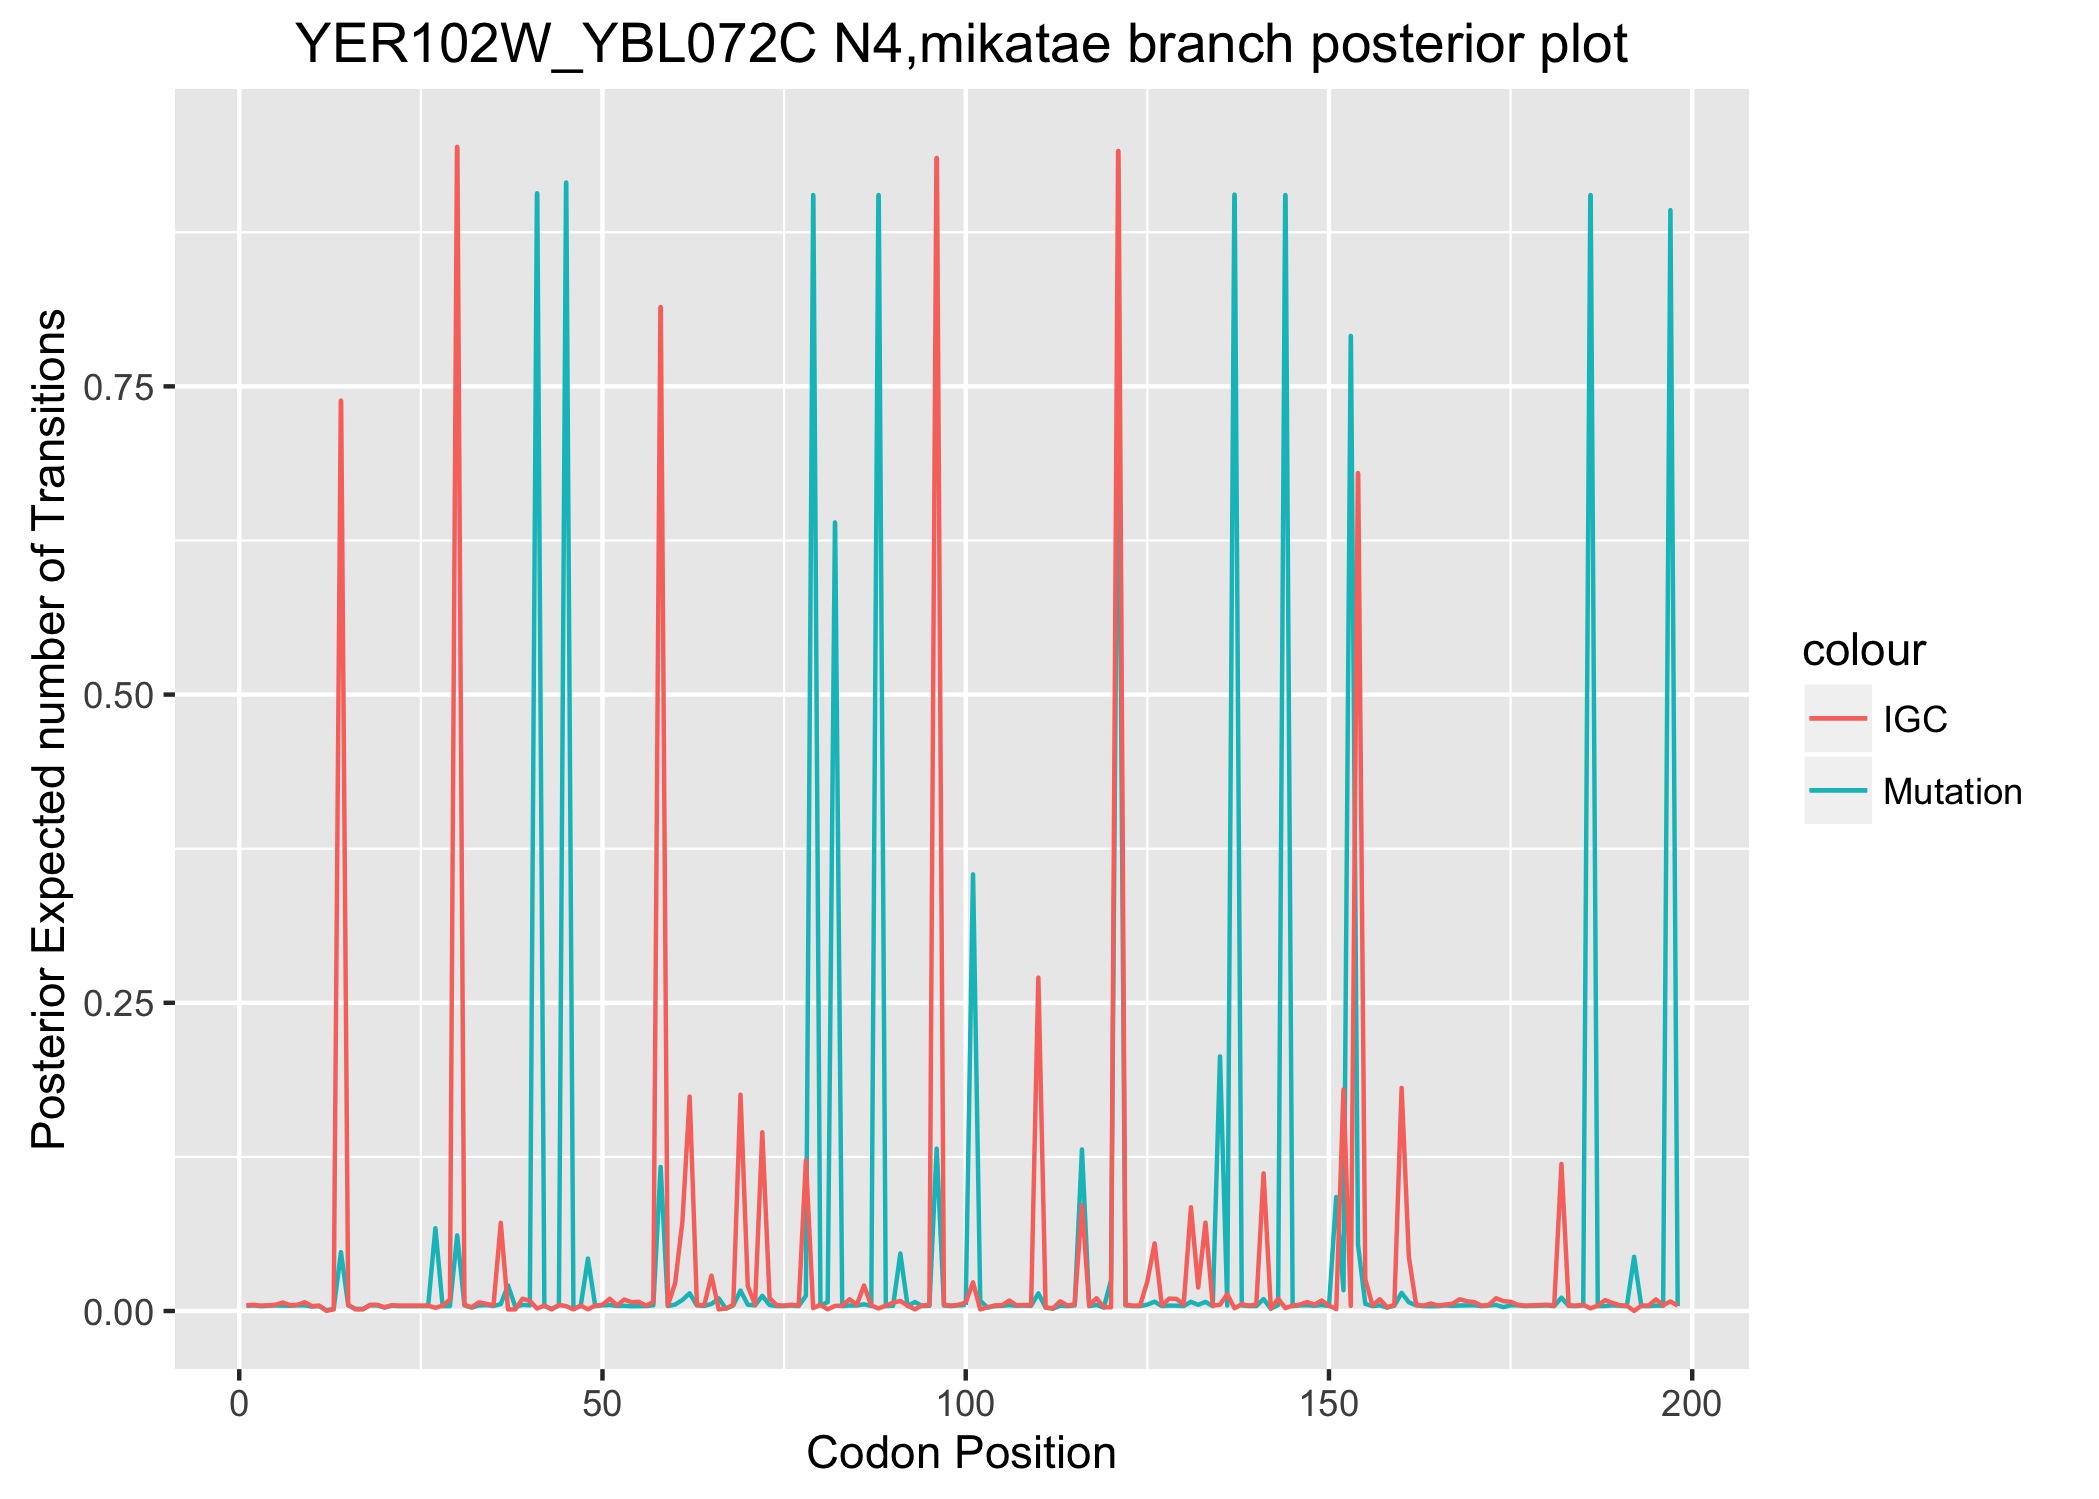 YER102W_YBL072C N4,mikatae branch posterior plot
Posterior Expected number of Transitions
0.75
0.50
0.25
0.00
0 50 100 150 200
Codon Position
colour
IGC
Mutation